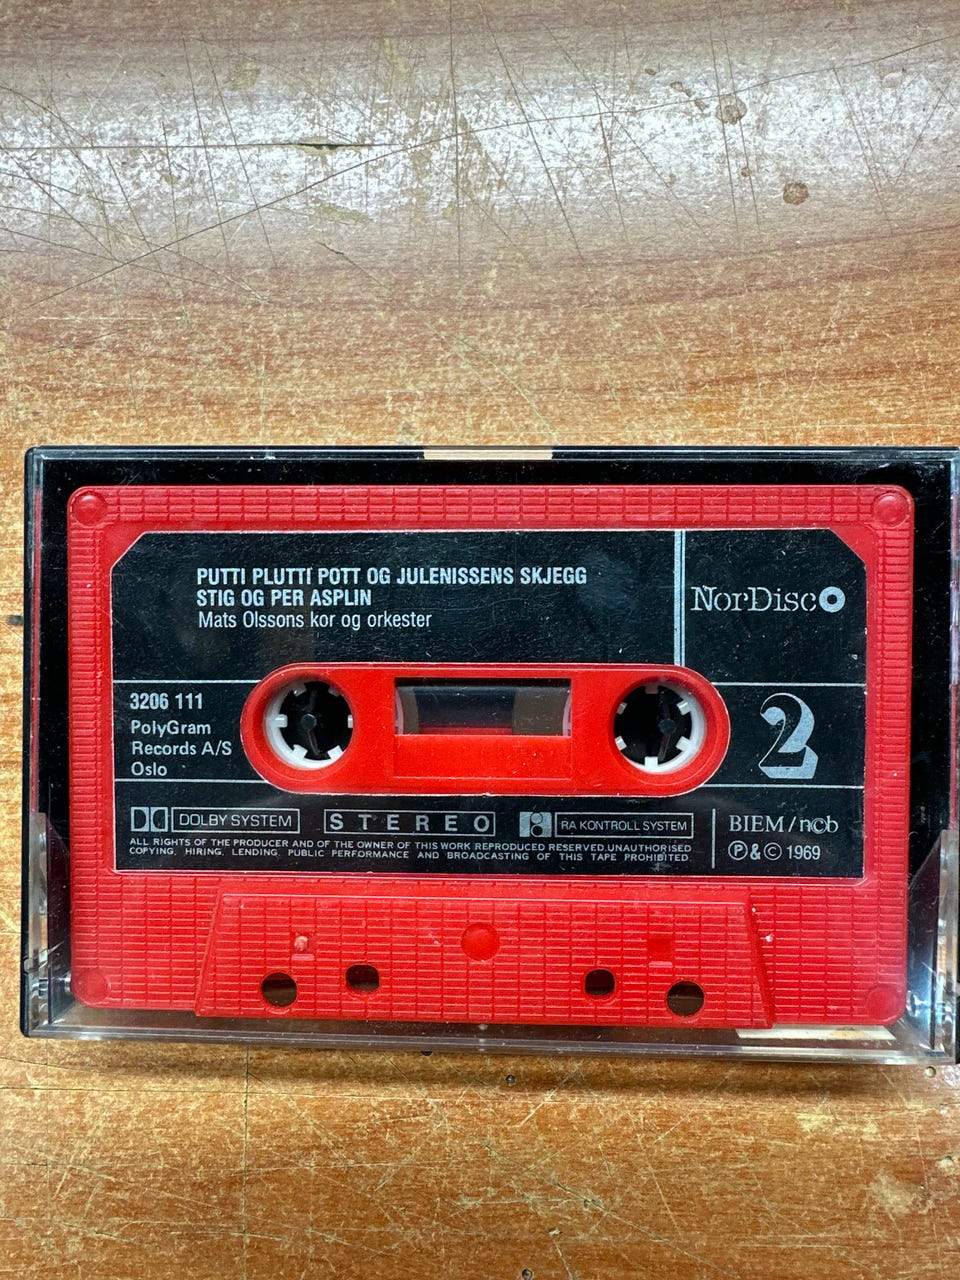 PUTTI PLUTTI POTT OG JULENISSENS SKJEGG
STIG OG PER ASPLIN
Mats Olssons kor og orkester
NorDisc
3206 111
PolyGram
Records A/S
Oslo
2
DOLBY SYSTEM
STEREO
RA KONTROLL SYSTEM
BIEM/n©b
ALL RIGHTS OF THE PRODUCER AND OF THE OWNER OF THIS WORK REPRODUCED RESERVED.UNAUTHORISED
COPYING, HIRING, LENDING, PUBLIC PERFORMANCE AND BROADCASTING OF THIS TAPE PROHIBITED.
℗&© 1969